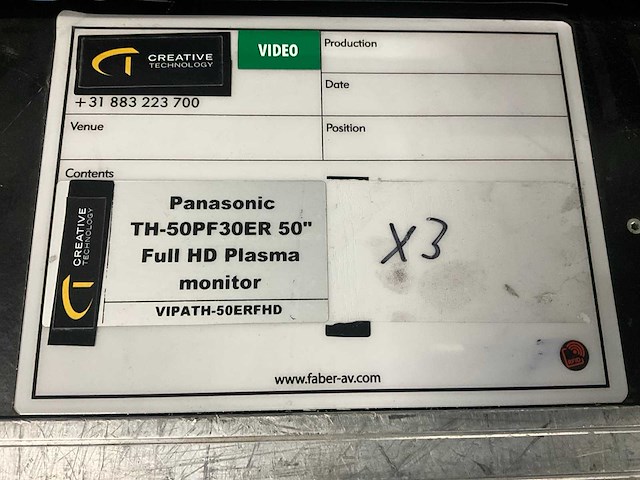 CREATIVE
TECHNOLOGY
VIDEO
Production
+31 883 223 700
Date
Venue
Position
Contents
CREATIVE
TECHNOLOGY
Panasonic
TH-50PF30ER 50"
Full HD Plasma
monitor
VIPATH-50ERFHD
X3
www.faber-av.com
RFID